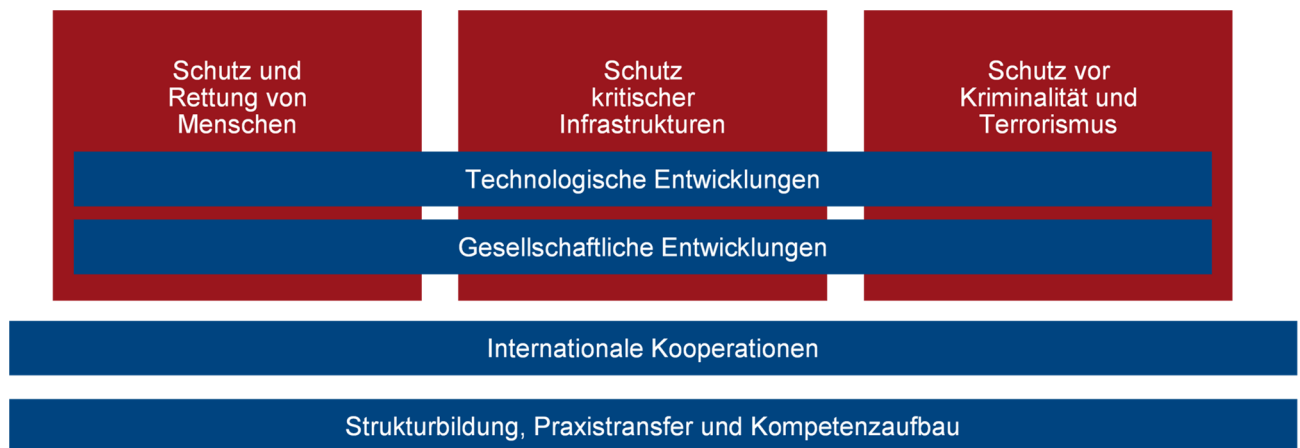 Schutz und
Rettung von
Menschen
Schutz
kritischer
Infrastrukturen
Schutz vor
Kriminalität und
Terrorismus
Technologische Entwicklungen
Gesellschaftliche Entwicklungen
Internationale Kooperationen
Strukturbildung, Praxistransfer und Kompetenzaufbau